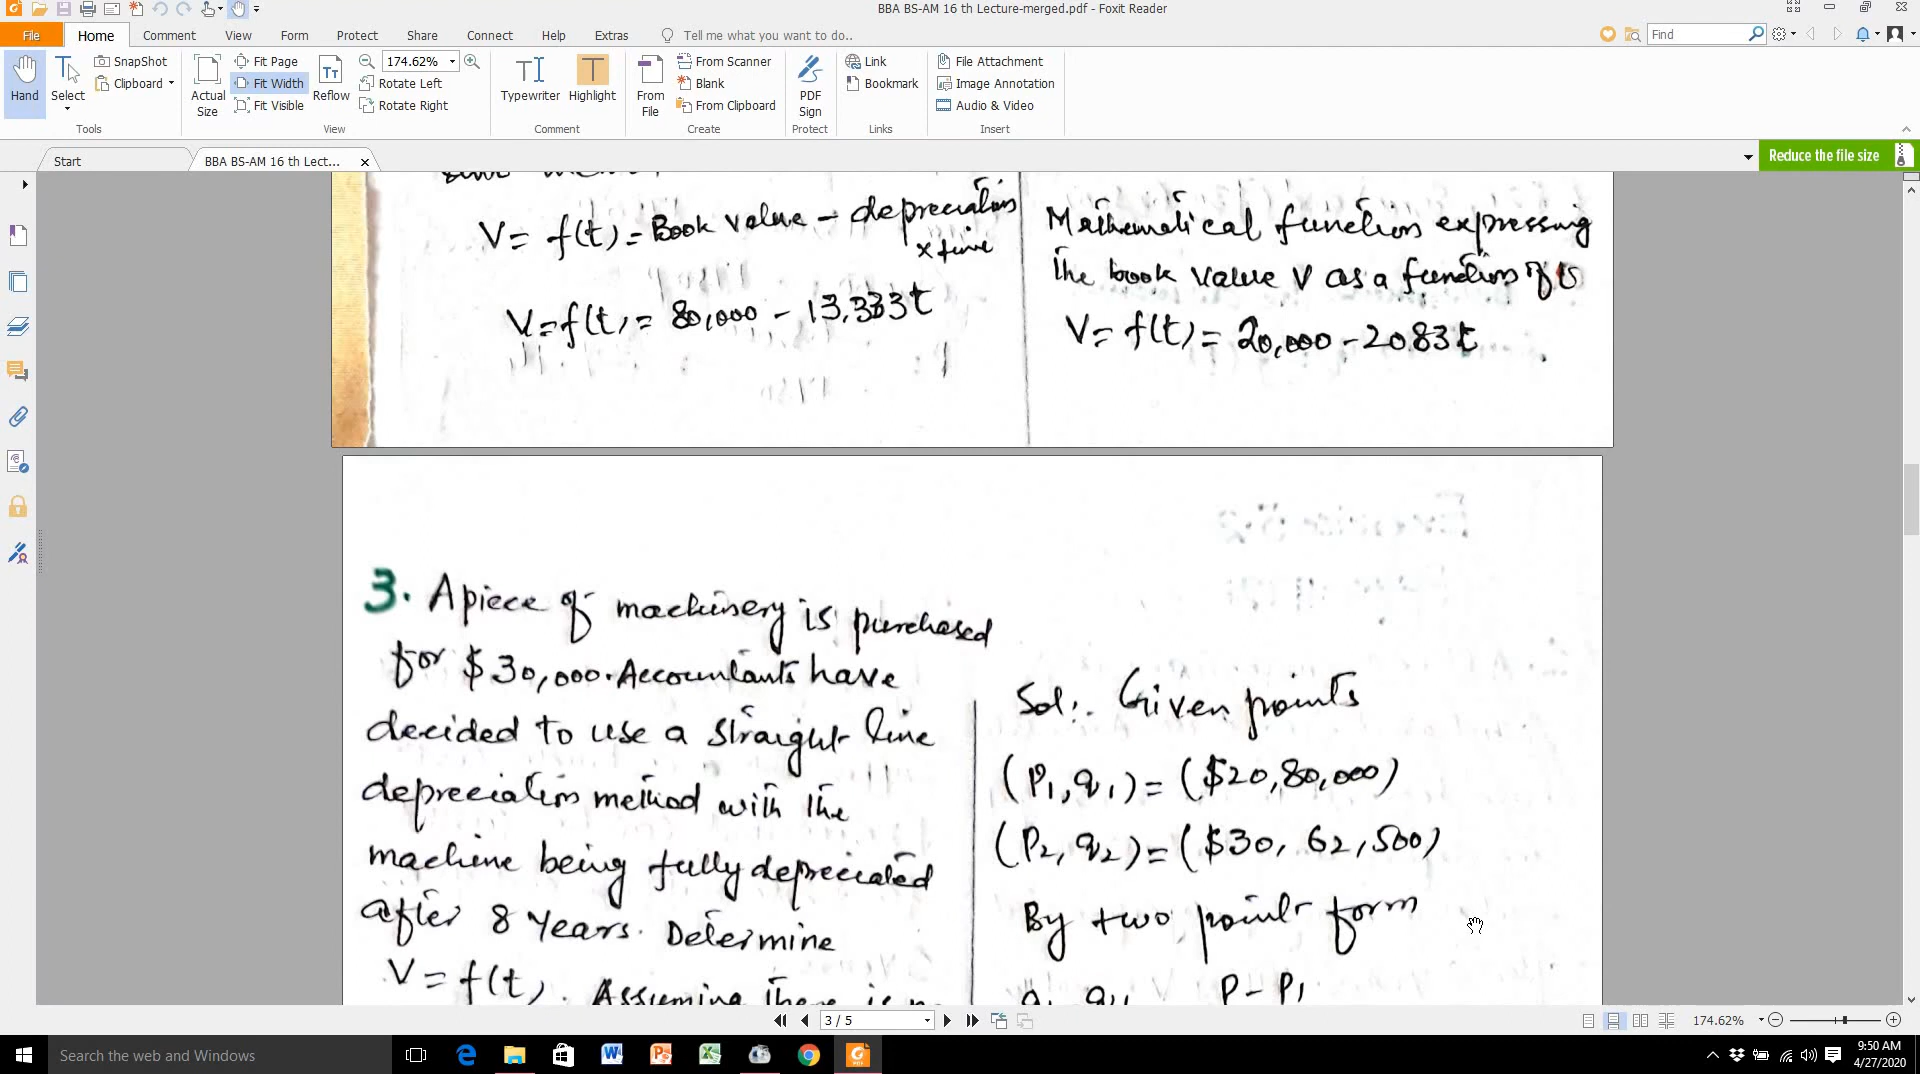 BBA BS-AM 16 th Lecture-merged.pdf - Foxit Reader
File Home Comment View Form Protect Share Connect Help Extras Tell me what you want to do.. Find
Hand
Select
SnapShot
Clipboard
Tools
Actual
Size
Fit Page
Fit Width
Fit Visible
Reflow
174.62%
Rotate Left
Rotate Right
View
Typewriter
Highlight
Comment
From
File
From Scanner
Blank
From Clipboard
Create
PDF
Sign
Protect
Link
Bookmark
Links
File Attachment
Image Annotation
Audio & Video
Insert
Start
BBA BS-AM 16 th Lect...
Reduce the file size
V = f(t) = Book value - depreciation
x time
V = f(t) = 80,000 - 13,333t
Mathematical function expressing
the book value V as a function of t
V = f(t) = 20,000 - 2083t
3. A piece of machinery is purchased
for $30,000. Accountants have
decided to use a straight line
depreciation method with the
machine being fully depreciated
after 8 years. Determine
V = f(t). Assuming there is
Sol:. Given points
(P1, q1) = ($20, 80,000)
(P2, q2) = ($30, 62,500)
By two point form
P - P1
3 / 5
174.62%
Search the web and Windows
9:50 AM
4/27/2020